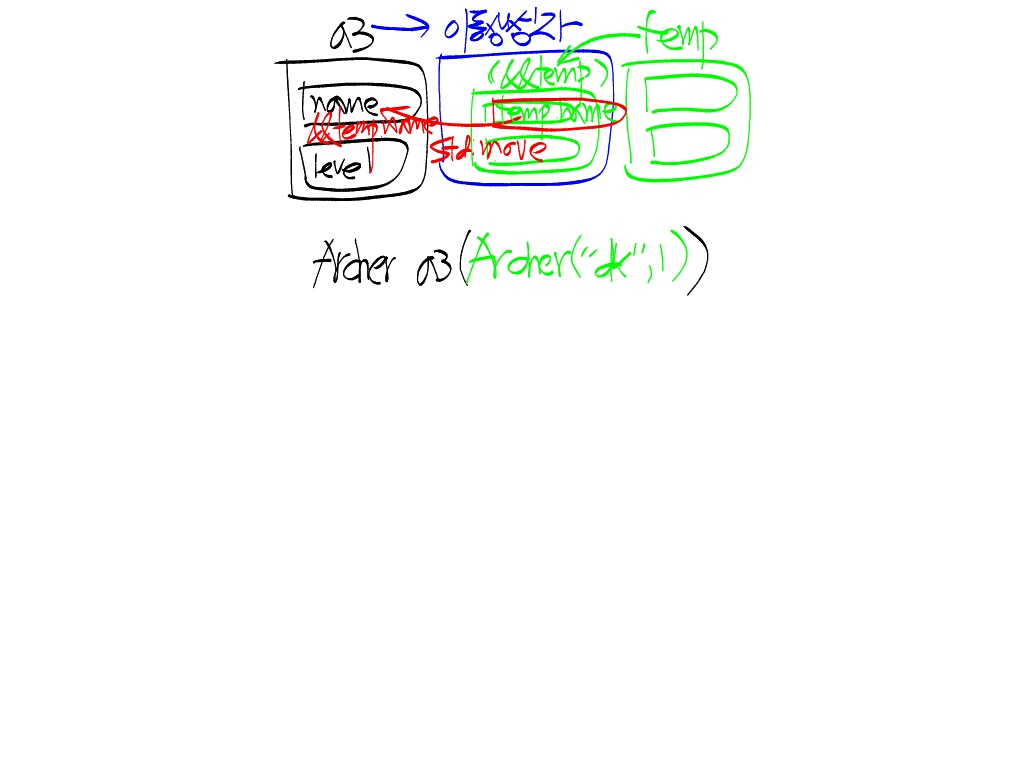 a3 → 이동생성자 temp
(&&temp)
name temp name
&&temp name
std. move
level
Archer a3(Archer("dk",1))